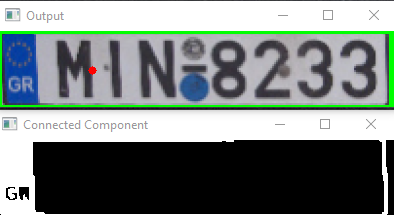 Output
GR MIN-8233
Connected Component
GR